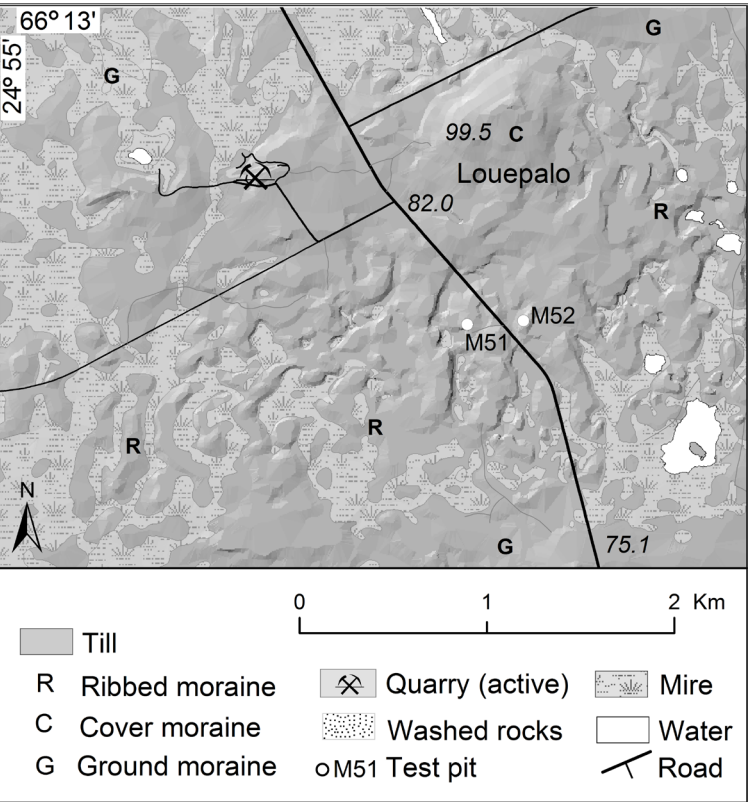 66° 13'
24° 55'
G
G
99.5 C
Louepalo
82.0
R
M52
M51
R
R
N
G
75.1
0 1 2 Km
Till
R Ribbed moraine
C Cover moraine
G Ground moraine
Quarry (active)
Washed rocks
M51 Test pit
Mire
Water
Road